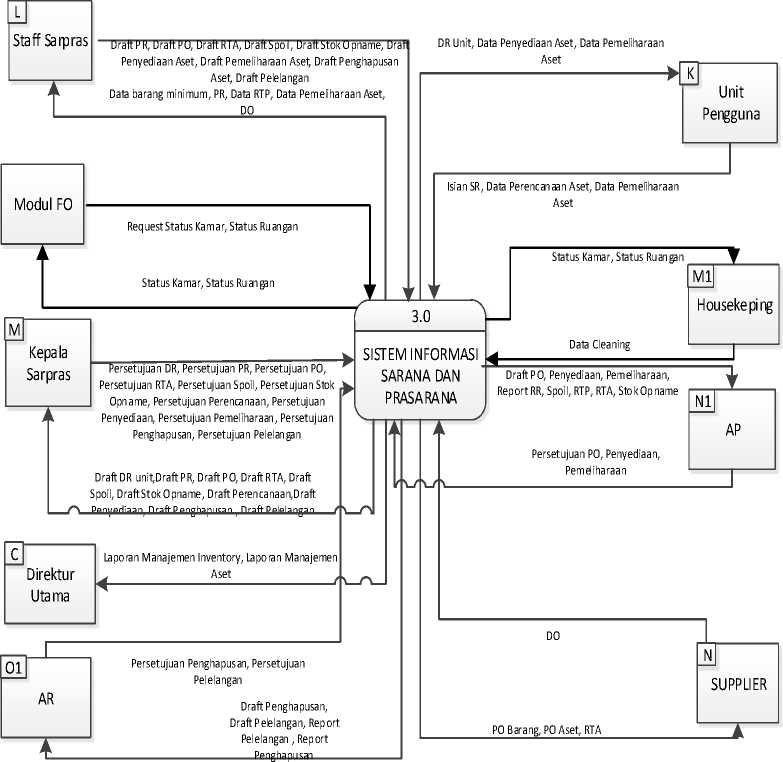 L
Staff Sarpras
Draft PR, Draft PO, Draft RTA, Draft Spoil, Draft Stok Opname, Draft
Penyediaan Aset, Draft Pemeliharaan Aset, Draft Penghapusan
Aset, Draft Pelelangan
Data barang minimum, PR, Data RTP, Data Pemeliharaan Aset,
DO
DR Unit, Data Penyediaan Aset, Data Pemeliharaan
Aset
K
Unit
Pengguna
Isian SR, Data Perencanaan Aset, Data Pemeliharaan
Aset
Modul FO
Request Status Kamar, Status Ruangan
Status Kamar, Status Ruangan
Status Kamar, Status Ruangan
M1
Housekeping
Data Cleaning
3.0
SISTEM INFORMASI
SARANA DAN
PRASARANA
M
Kepala
Sarpras
Persetujuan DR, Persetujuan PR, Persetujuan PO,
Persetujuan RTA, Persetujuan Spoil, Persetujuan Stok
Opname, Persetujuan Perencanaan, Persetujuan
Penyediaan, Persetujuan Pemeliharaan, Persetujuan
Penghapusan, Persetujuan Pelelangan
Draft PO, Penyediaan, Pemeliharaan,
Report RR, Spoil, RTP, RTA, Stok Opname
N1
AP
Persetujuan PO, Penyediaan,
Pemeliharaan
Draft DR unit,Draft PR, Draft PO, Draft RTA, Draft
Spoil, Draft Stok Opname, Draft Perencanaan,Draft
Penyediaan, Draft Penghapusan , Draft Pelelangan
C
Direktur
Utama
Laporan Manajemen Inventory, Laporan Manajemen
Aset
O1
AR
Persetujuan Penghapusan, Persetujuan
Pelelangan
Draft Penghapusan,
Draft Pelelangan, Report
Pelelangan , Report
Penghapusan
DO
N
SUPPLIER
PO Barang, PO Aset, RTA